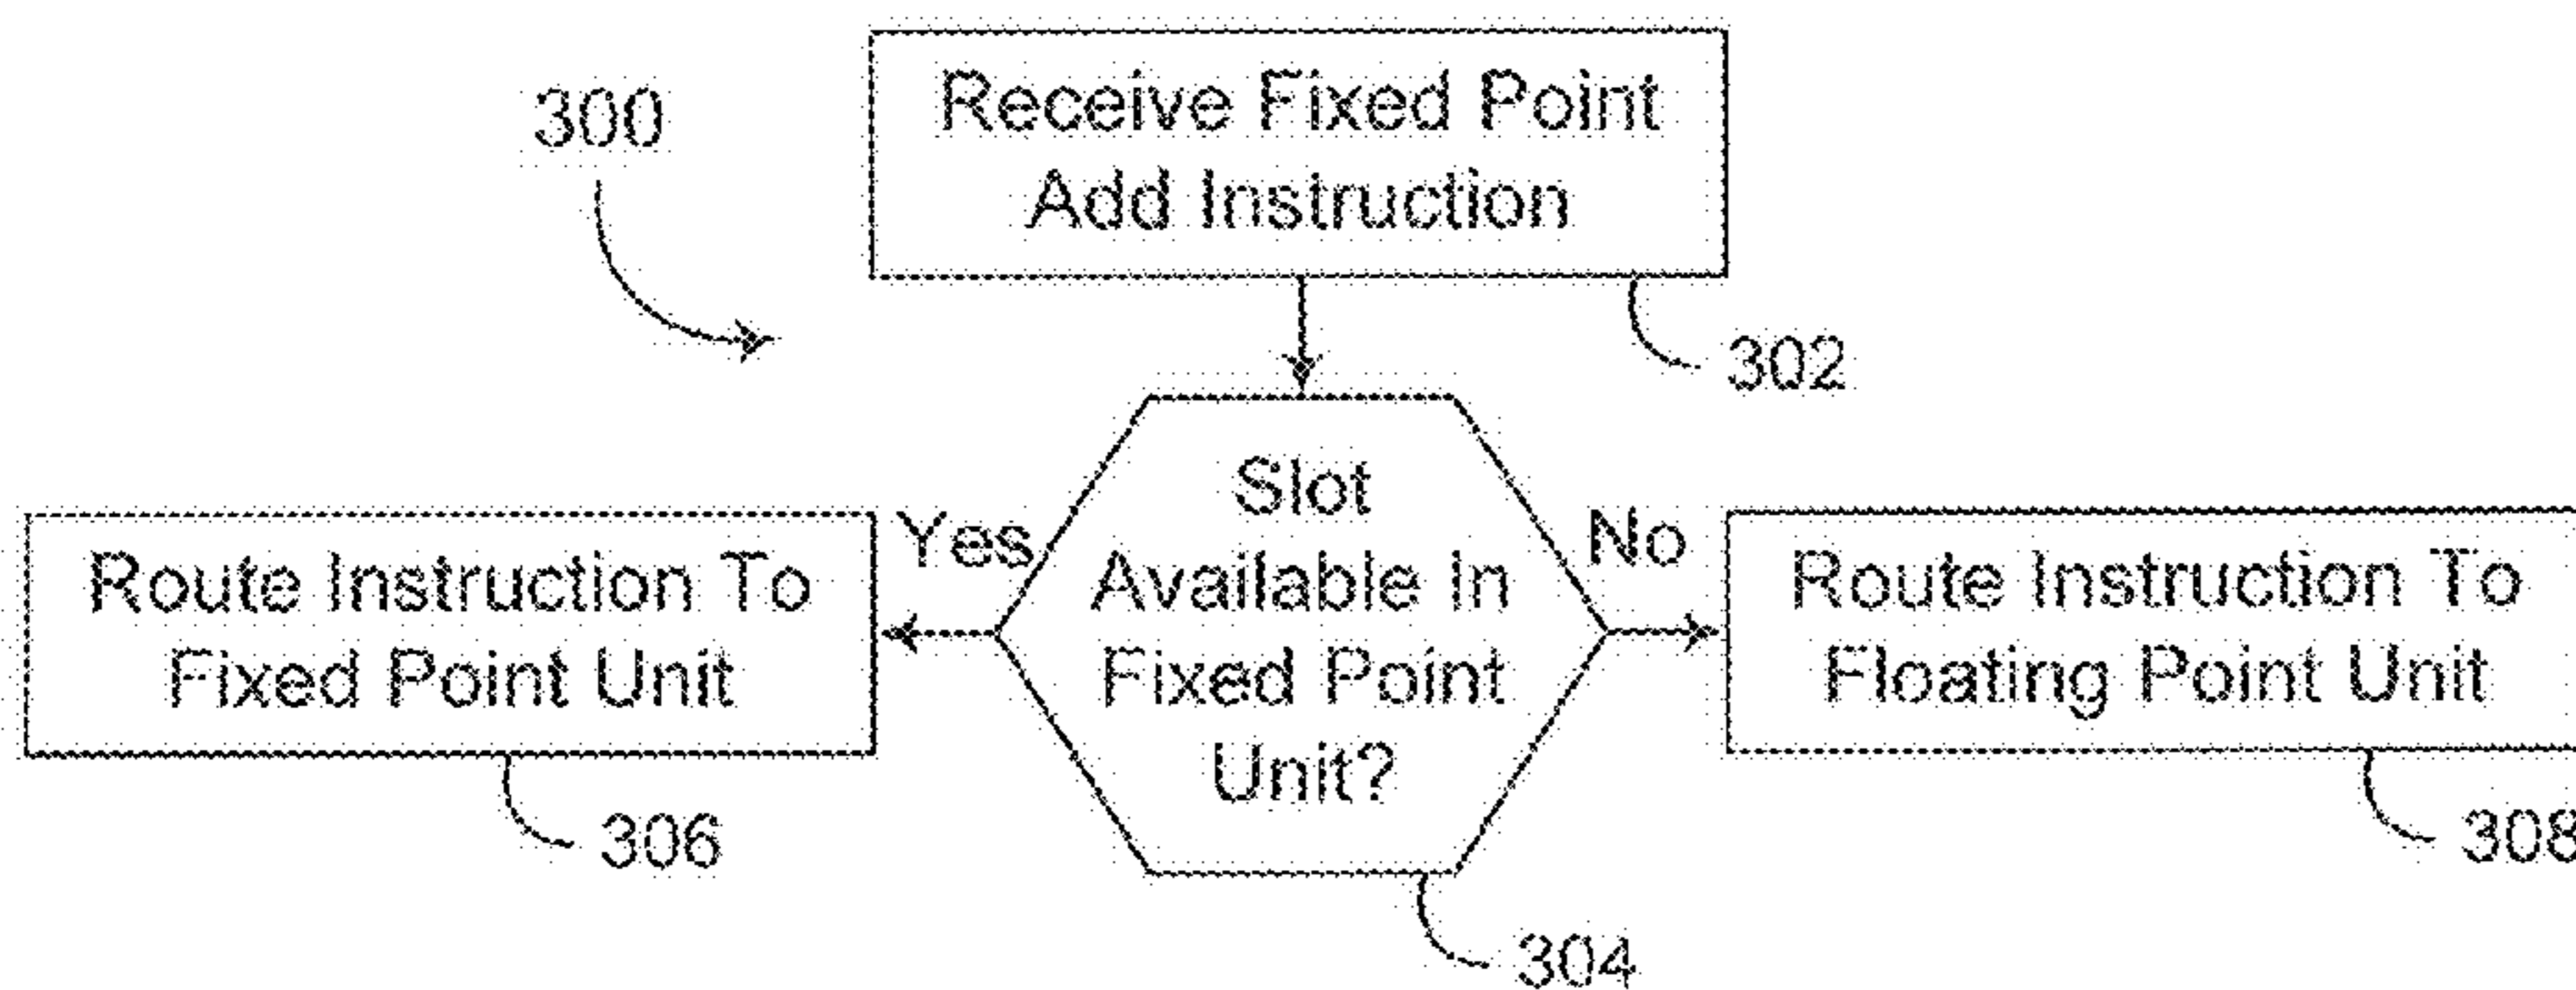 300
Receive Fixed Point
Add Instruction
302
Slot
Available In
Fixed Point
Unit?
304
Yes
Route Instruction To
Fixed Point Unit
306
No
Route Instruction To
Floating Point Unit
308